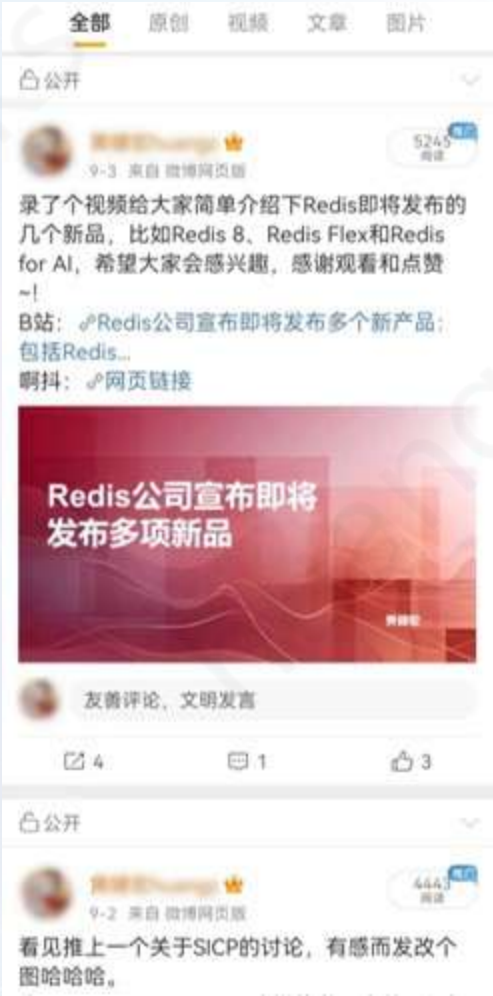 全部 原创 视频 文章 图片
公开
5245
阅读
9-3 来自 微博网页版
录了个视频给大家简单介绍下Redis即将发布的
几个新品，比如Redis 8、Redis Flex和Redis
for AI，希望大家会感兴趣，感谢观看和点赞
~!
B站：Redis公司宣布即将发布多个新产品：
包括Redis...
啊抖：网页链接
Redis公司宣布即将
发布多项新品
友善评论、文明发言
4 1 3
公开
4443
阅读
9-2 来自 微博网页版
看见推上一个关于SICP的讨论，有感而发改个
图哈哈哈。